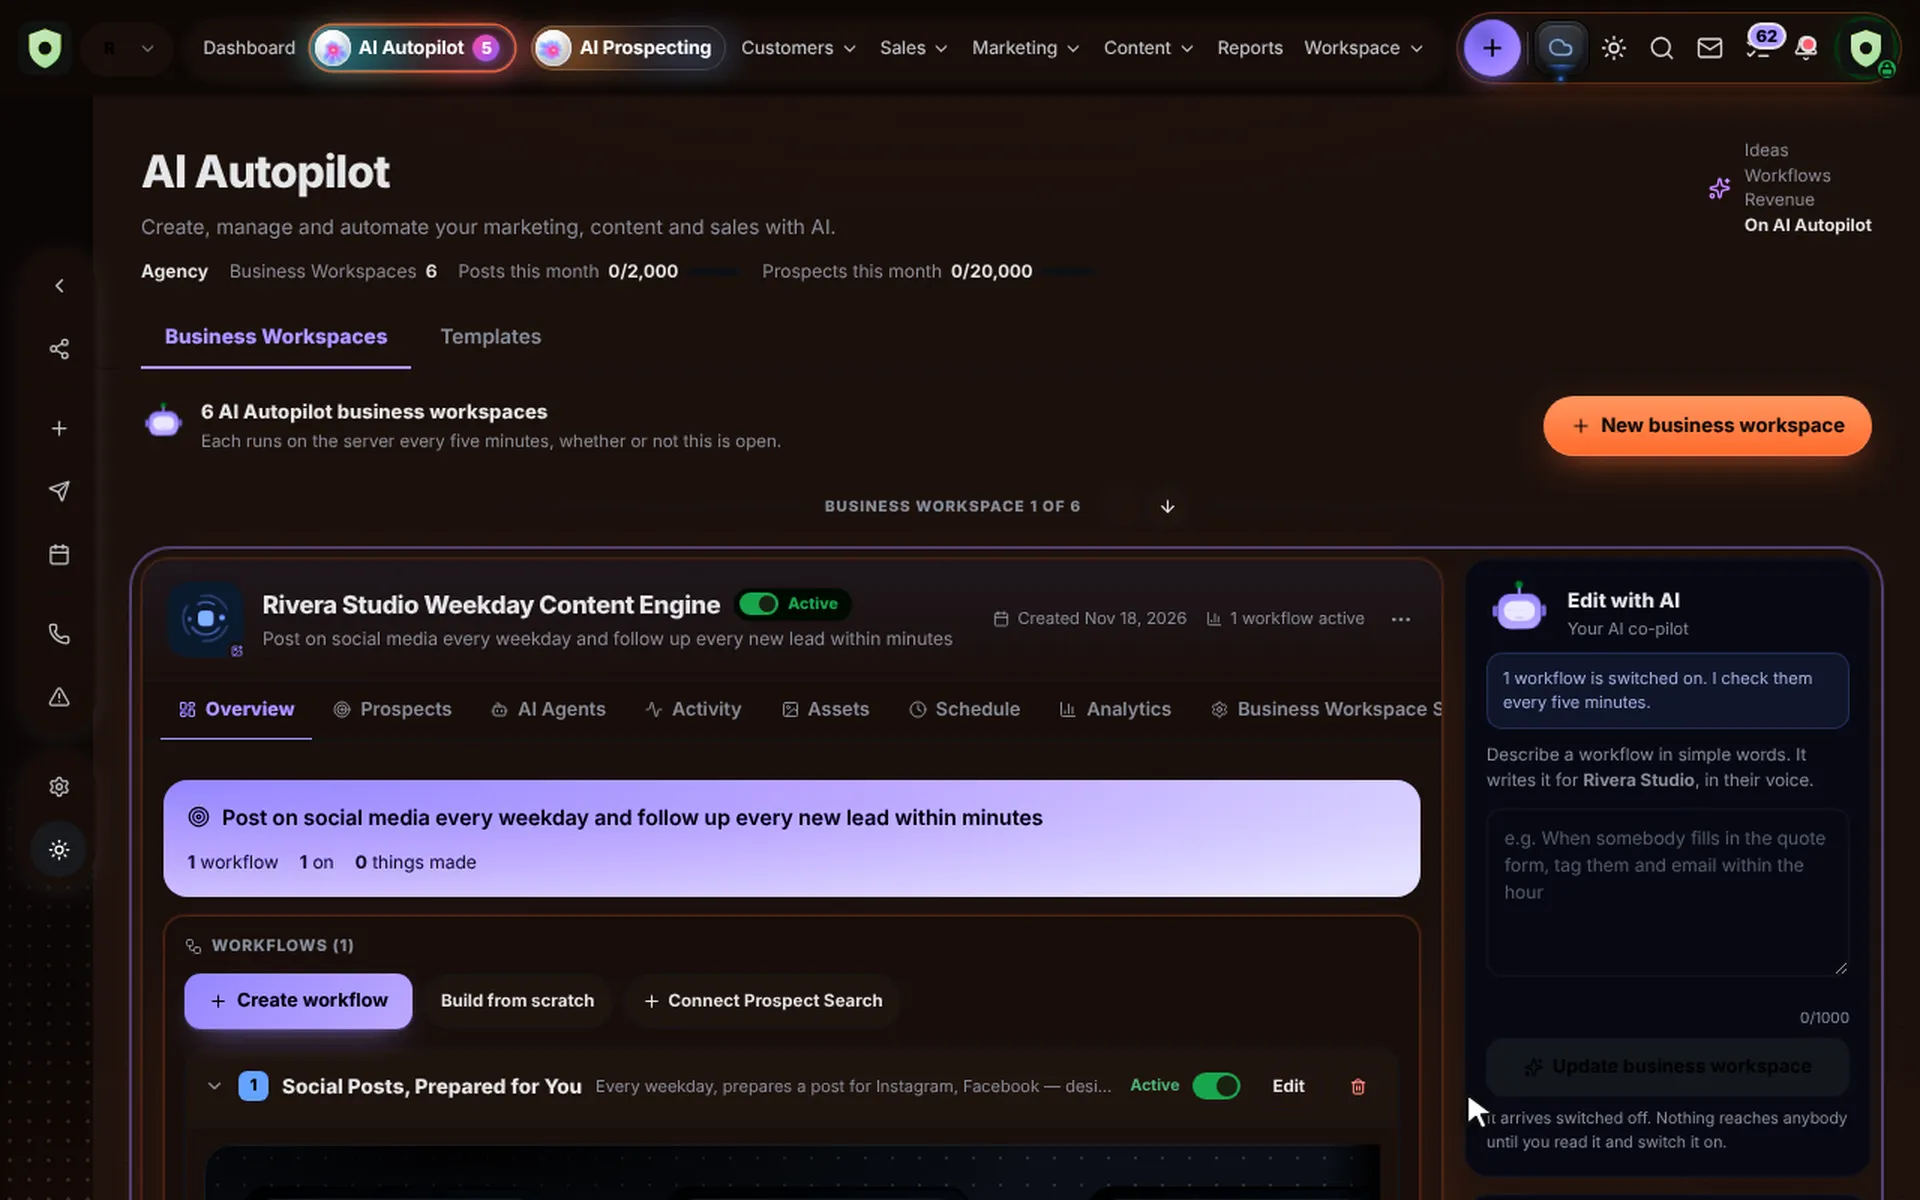 R
Dashboard
AI Autopilot 5
AI Prospecting
Customers
Sales
Marketing
Content
Reports
Workspace
62
AI Autopilot
Create, manage and automate your marketing, content and sales with AI.
Ideas
Workflows
Revenue
On AI Autopilot
Agency Business Workspaces 6 Posts this month 0/2,000 Prospects this month 0/20,000
Business Workspaces
Templates
6 AI Autopilot business workspaces
Each runs on the server every five minutes, whether or not this is open.
+ New business workspace
BUSINESS WORKSPACE 1 OF 6
Rivera Studio Weekday Content Engine
Active
Post on social media every weekday and follow up every new lead within minutes
Created Nov 18, 2026
1 workflow active
Overview
Prospects
AI Agents
Activity
Assets
Schedule
Analytics
Business Workspace S
Post on social media every weekday and follow up every new lead within minutes
1 workflow 1 on 0 things made
WORKFLOWS (1)
+ Create workflow
Build from scratch
+ Connect Prospect Search
1 Social Posts, Prepared for You Every weekday, prepares a post for Instagram, Facebook — desi... Active Edit
Edit with AI
Your AI co-pilot
1 workflow is switched on. I check them
every five minutes.
Describe a workflow in simple words. It
writes it for Rivera Studio, in their voice.
e.g. When somebody fills in the quote
form, tag them and email within the
hour
0/1000
Update business workspace
It arrives switched off. Nothing reaches anybody
until you read it and switch it on.